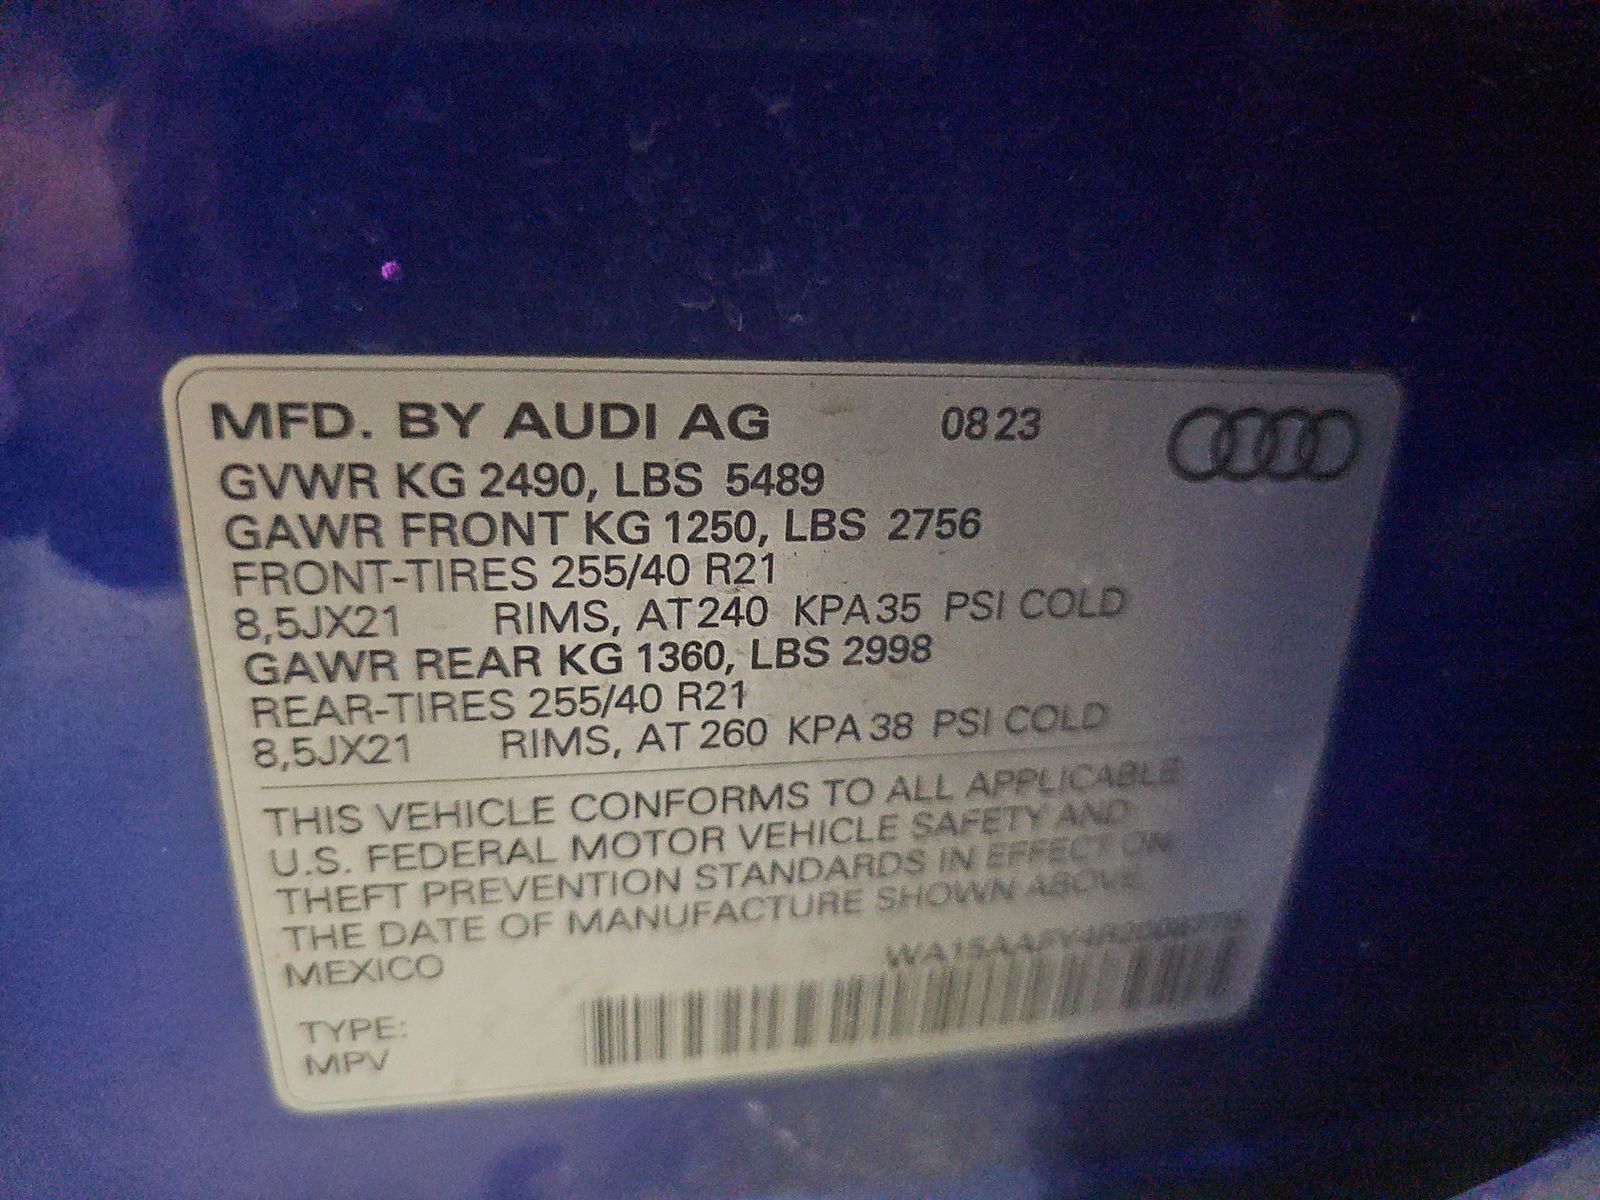 MFD. BY AUDI AG 0823
GVWR KG 2490, LBS 5489
GAWR FRONT KG 1250, LBS 2756
FRONT-TIRES 255/40 R21
8,5JX21 RIMS, AT 240 KPA 35 PSI COLD
GAWR REAR KG 1360, LBS 2998
REAR-TIRES 255/40 R21
8,5JX21 RIMS, AT 260 KPA 38 PSI COLD
THIS VEHICLE CONFORMS TO ALL APPLICABLE
U.S. FEDERAL MOTOR VEHICLE SAFETY AND
THEFT PREVENTION STANDARDS IN EFFECT ON
THE DATE OF MANUFACTURE SHOWN ABOVE
MEXICO
TYPE:
MPV